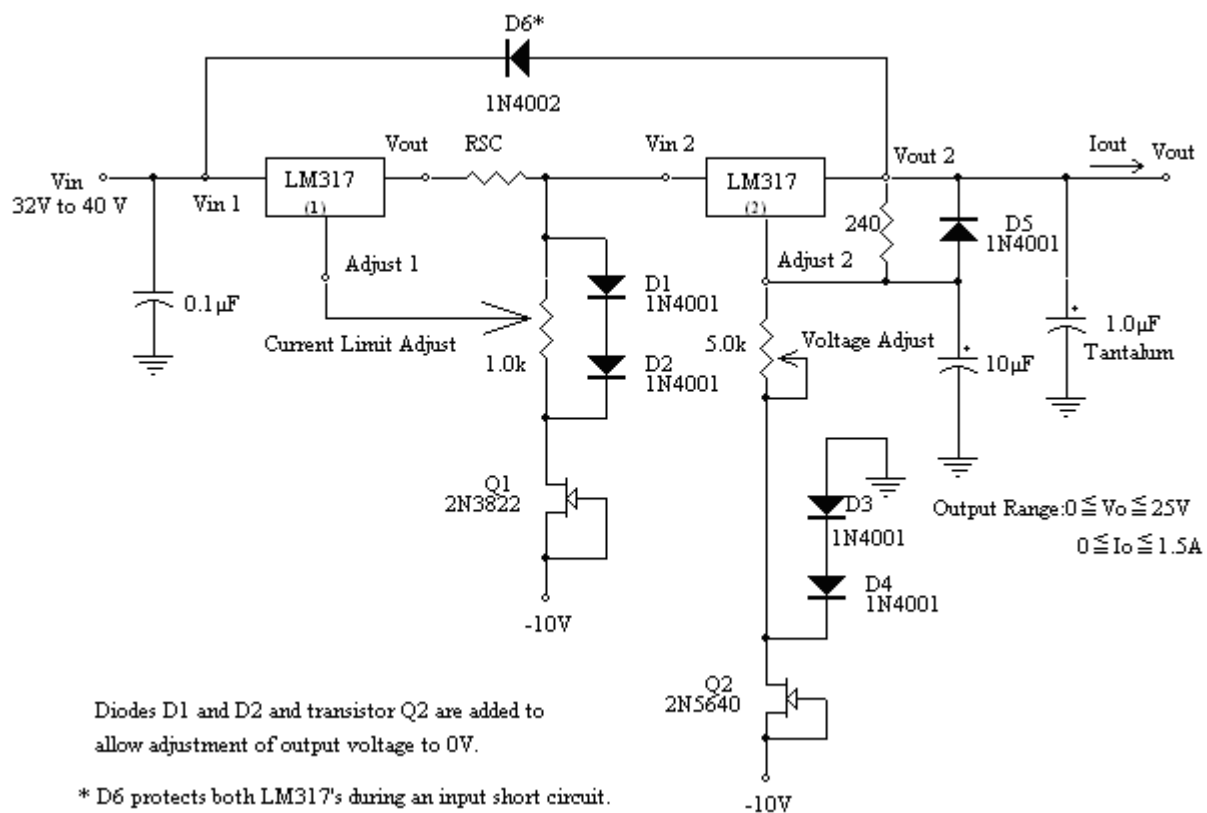 D6*
1N4002
Vin
32V to 40 V
Vin 1
LM317
(1)
Vout
RSC
Vin 2
LM317
(2)
Vout 2
Iout
Vout
0.1µF
Adjust 1
Current Limit Adjust
1.0k
D1
1N4001
D2
1N4001
Adjust 2
240
D5
1N4001
5.0k
Voltage Adjust
10µF
1.0µF
Tantalum
Q1
2N3822
-10V
D3
1N4001
D4
1N4001
Output Range:0≦Vo≦25V
0≦Io≦1.5A
Q2
2N5640
-10V
Diodes D1 and D2 and transistor Q2 are added to
allow adjustment of output voltage to 0V.
* D6 protects both LM317's during an input short circuit.